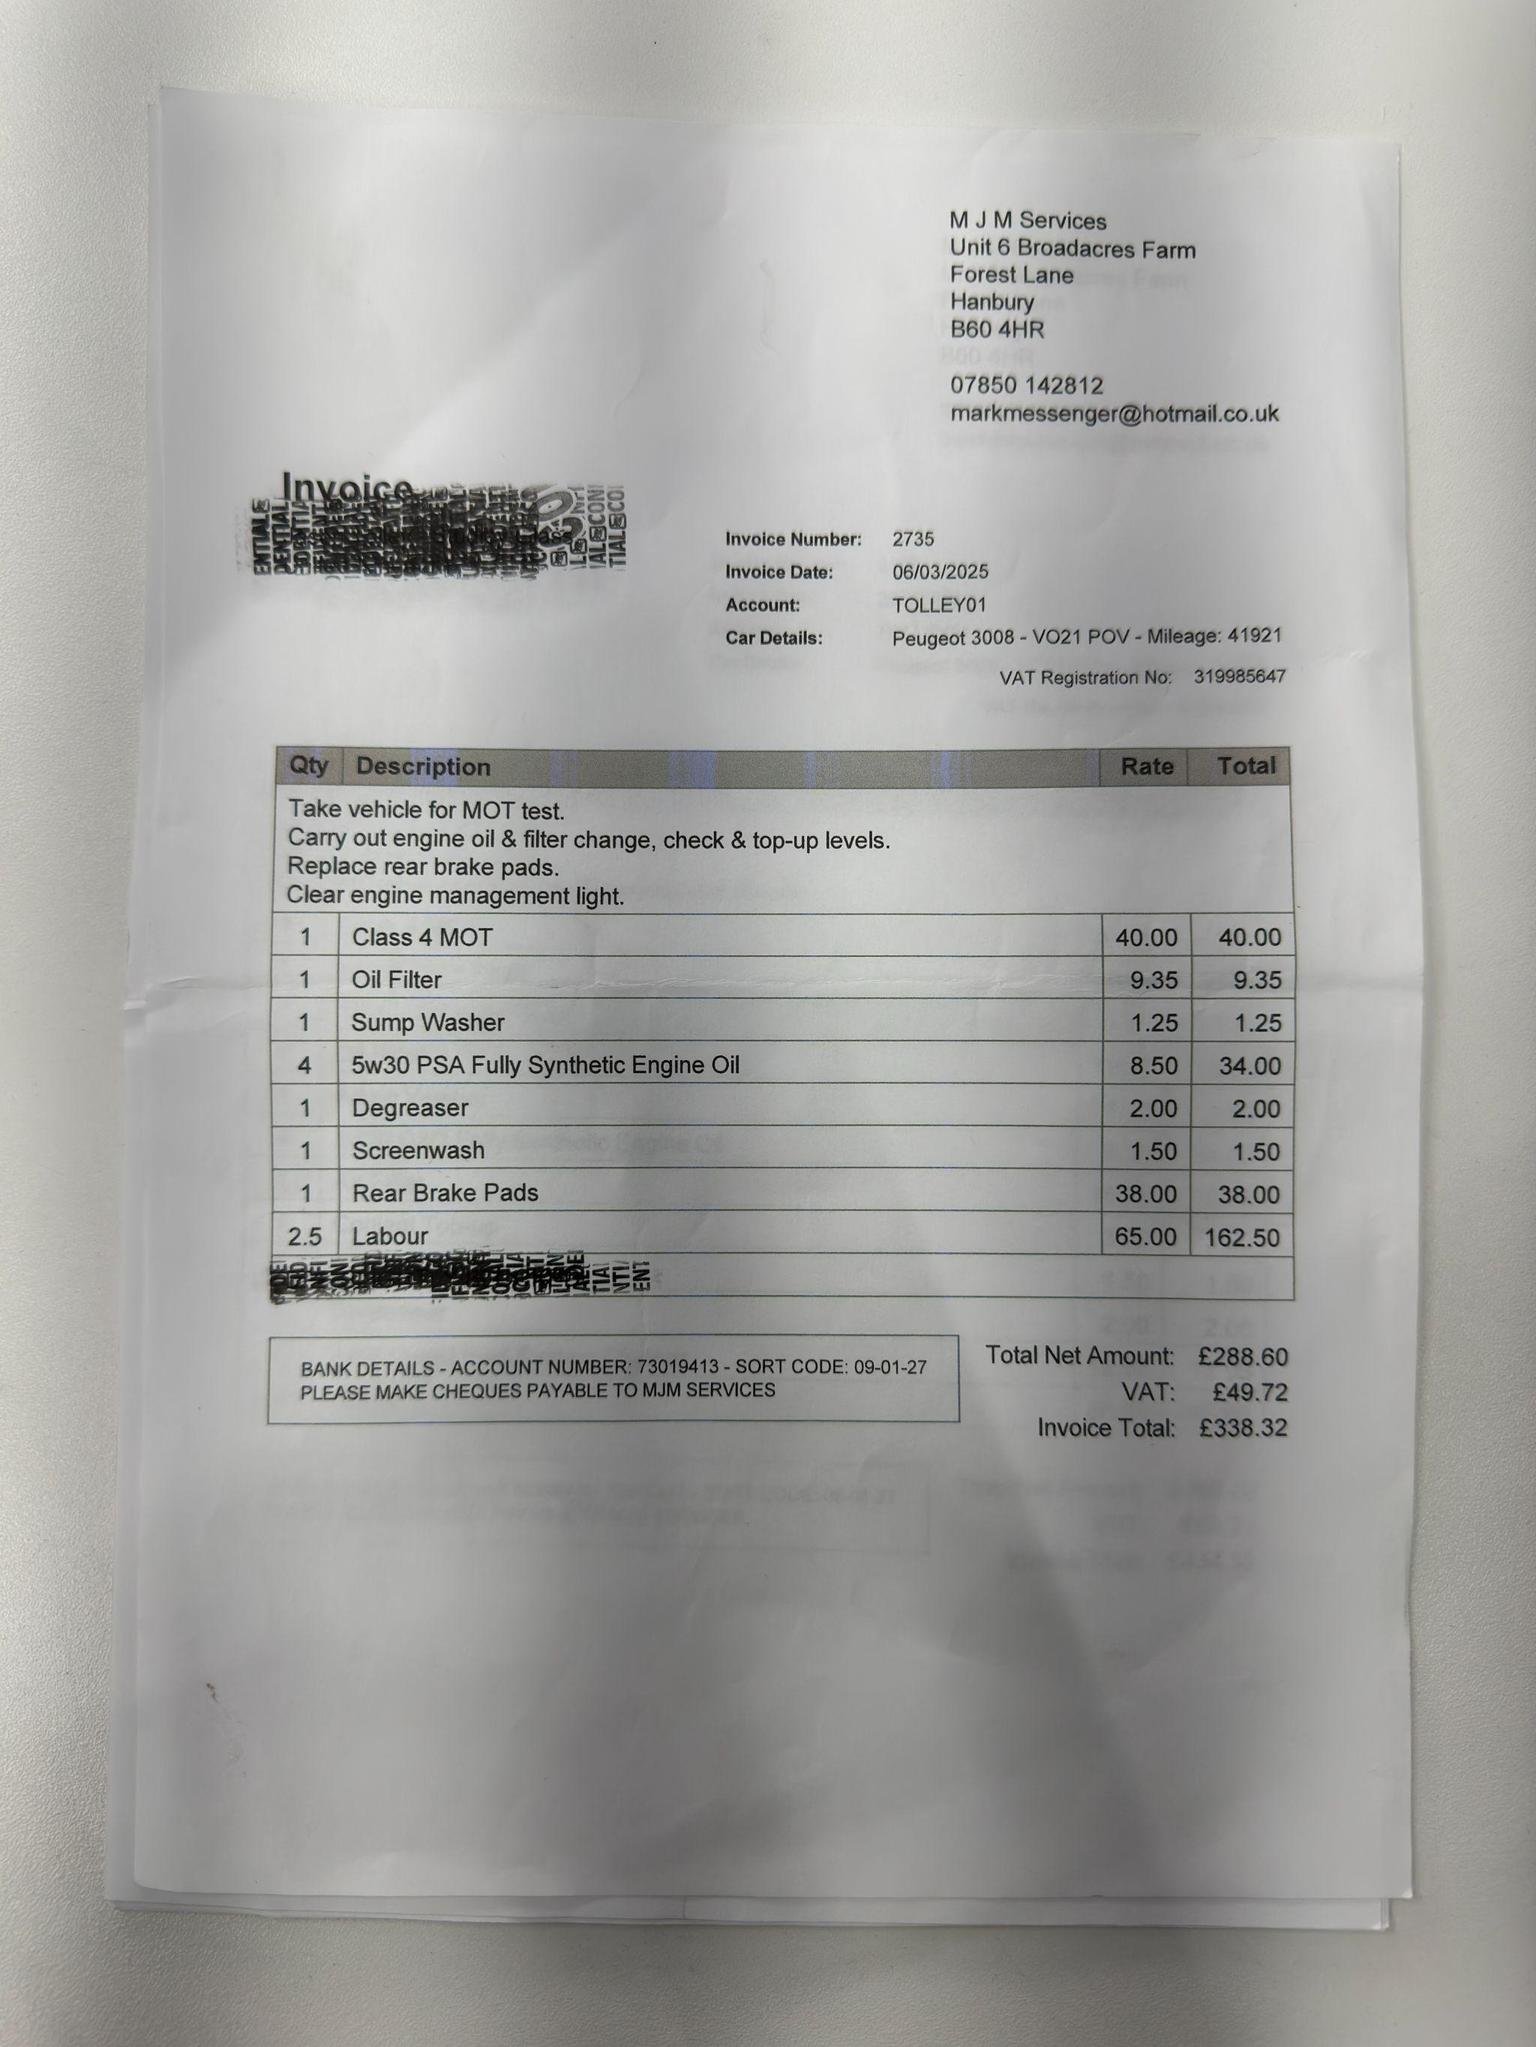 M J M Services
Unit 6 Broadacres Farm
Forest Lane
Hanbury
B60 4HR
07850 142812
markmessenger@hotmail.co.uk
Invoice
Invoice Number: 2735
Invoice Date: 06/03/2025
Account: TOLLEY01
Car Details: Peugeot 3008 - VO21 POV - Mileage: 41921
VAT Registration No: 319985647
Qty Description Rate Total
Take vehicle for MOT test.
Carry out engine oil & filter change, check & top-up levels.
Replace rear brake pads.
Clear engine management light.
1 Class 4 MOT 40.00 40.00
1 Oil Filter 9.35 9.35
1 Sump Washer 1.25 1.25
4 5w30 PSA Fully Synthetic Engine Oil 8.50 34.00
1 Degreaser 2.00 2.00
1 Screenwash 1.50 1.50
1 Rear Brake Pads 38.00 38.00
2.5 Labour 65.00 162.50
BANK DETAILS - ACCOUNT NUMBER: 73019413 - SORT CODE: 09-01-27
PLEASE MAKE CHEQUES PAYABLE TO MJM SERVICES
Total Net Amount: £288.60
VAT: £49.72
Invoice Total: £338.32